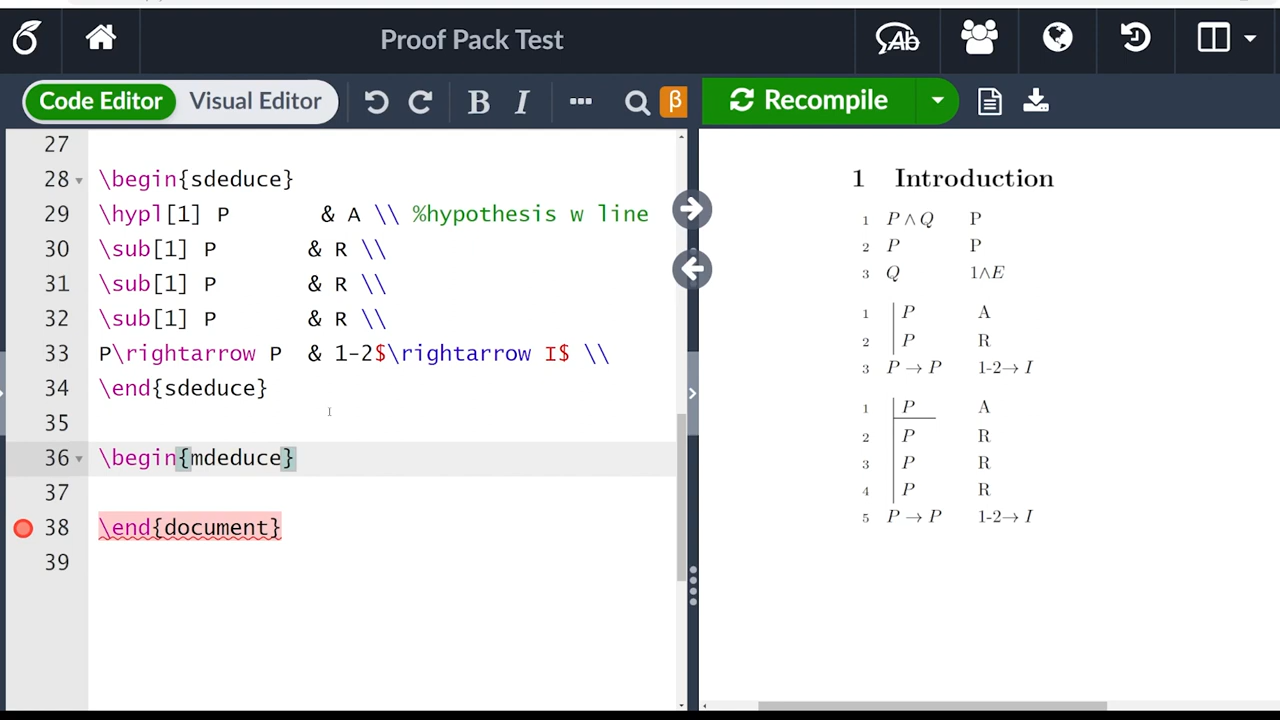 Proof Pack Test
Code Editor
Visual Editor
B
I
β
Recompile
27
28 \begin{sdeduce}
29 \hypl[1] P & A \\ %hypothesis w line
30 \sub[1] P & R \\
31 \sub[1] P & R \\
32 \sub[1] P & R \\
33 P\rightarrow P & 1-2$\rightarrow I$ \\
34 \end{sdeduce}
35
36 \begin{mdeduce}
37
38 \end{document}
39
1 Introduction
1 P ∧ Q P
2 P P
3 Q 1∧E
1 P A
2 P R
3 P → P 1-2→ I
1 P A
2 P R
3 P R
4 P R
5 P → P 1-2→ I